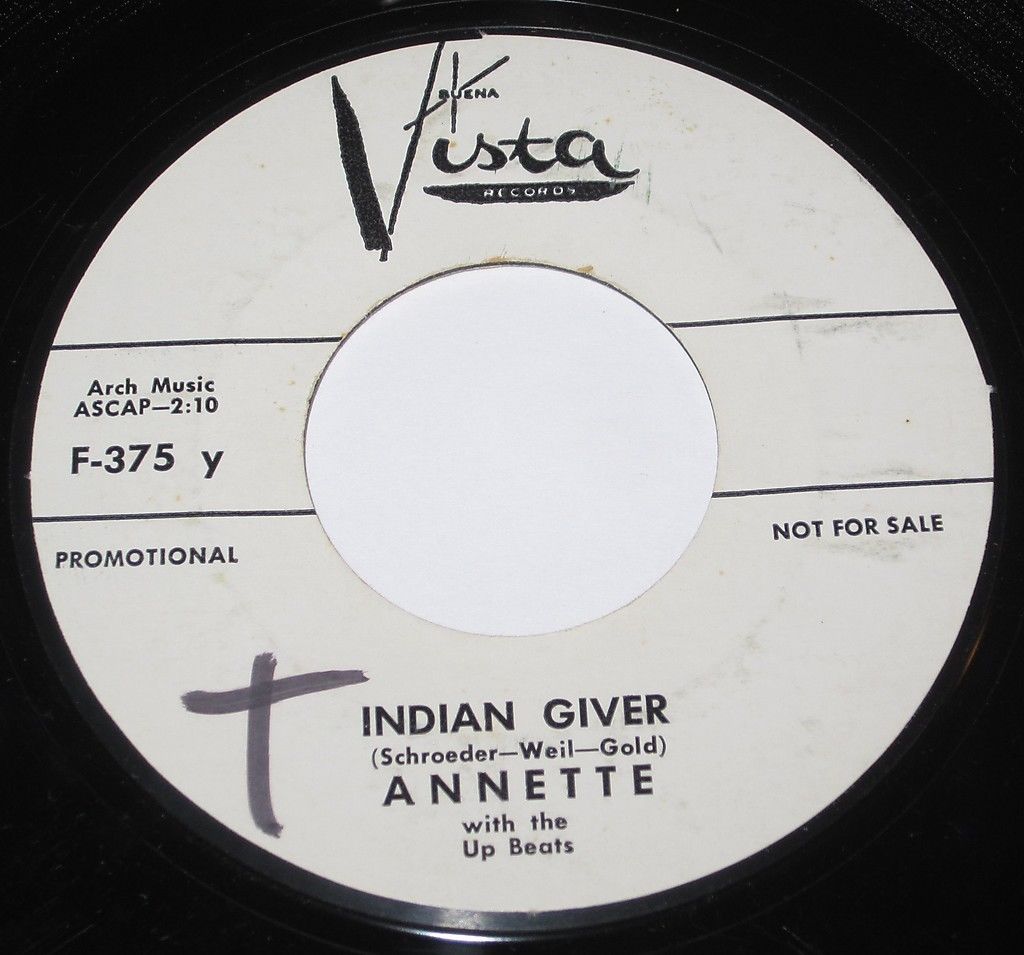 BUENA
Vista
RECORDS
Arch Music
ASCAP—2:10
F-375 y
PROMOTIONAL
NOT FOR SALE
T
INDIAN GIVER
(Schroeder—Weil—Gold)
ANNETTE
with the
Up Beats